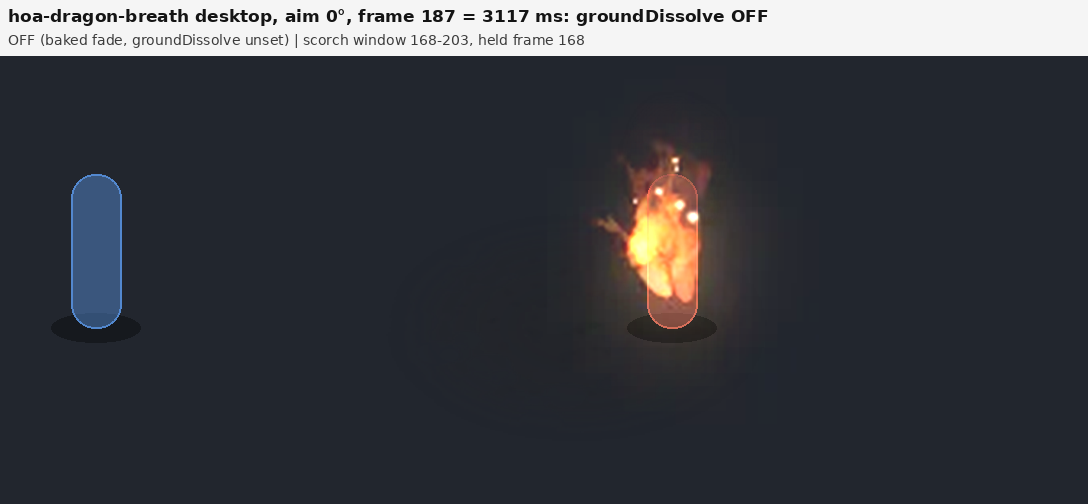 hoa-dragon-breath desktop, aim 0°, frame 187 = 3117 ms: groundDissolve OFF
OFF (baked fade, groundDissolve unset) | scorch window 168-203, held frame 168